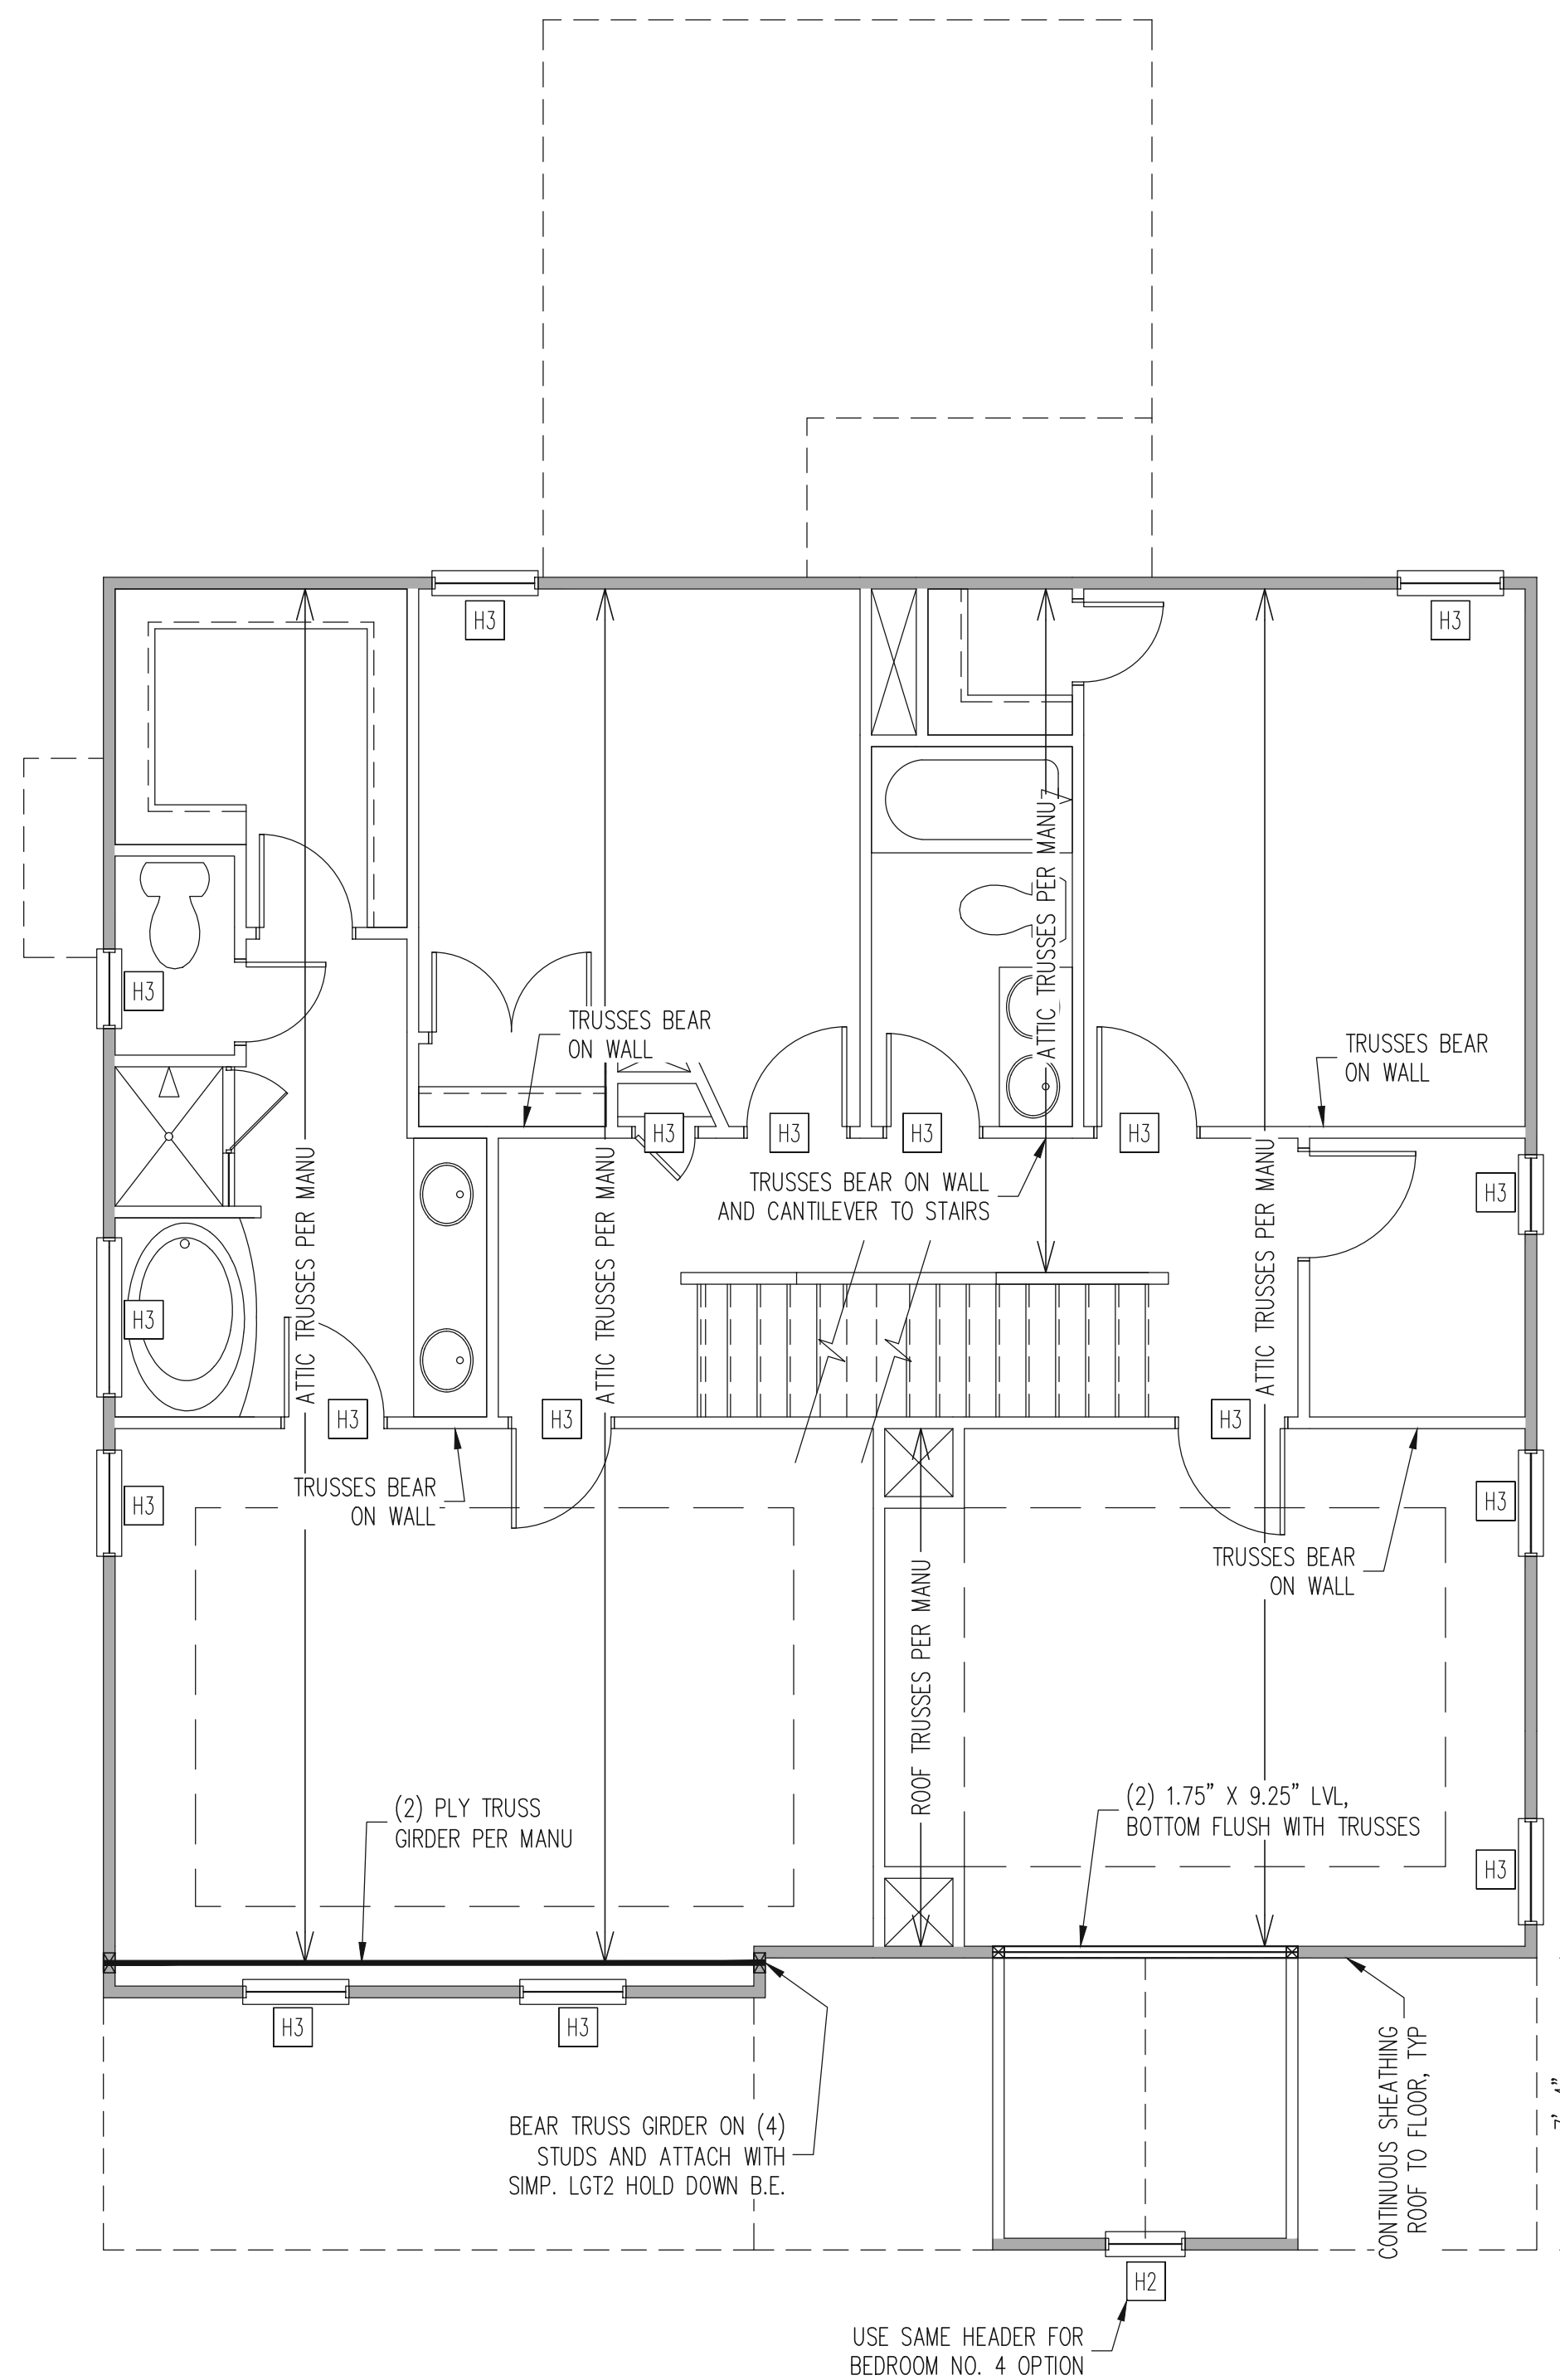 H3
H3
ATTIC TRUSSES PER MANU
H3
TRUSSES BEAR
ON WALL
TRUSSES BEAR
ON WALL
H3
H3
H3
H3
ATTIC TRUSSES PER MANU
ATTIC TRUSSES PER MANU
TRUSSES BEAR ON WALL
AND CANTILEVER TO STAIRS
ATTIC TRUSSES PER MANU
H3
H3
H3
H3
H3
H3
TRUSSES BEAR
ON WALL
H3
H3
TRUSSES BEAR
ON WALL
ROOF TRUSSES PER MANU
(2) PLY TRUSS
GIRDER PER MANU
(2) 1.75" X 9.25" LVL,
BOTTOM FLUSH WITH TRUSSES
H3
H3
H3
CONTINUOUS SHEATHING
ROOF TO FLOOR, TYP
BEAR TRUSS GIRDER ON (4)
STUDS AND ATTACH WITH
SIMP. LGT2 HOLD DOWN B.E.
H2
USE SAME HEADER FOR
BEDROOM NO. 4 OPTION